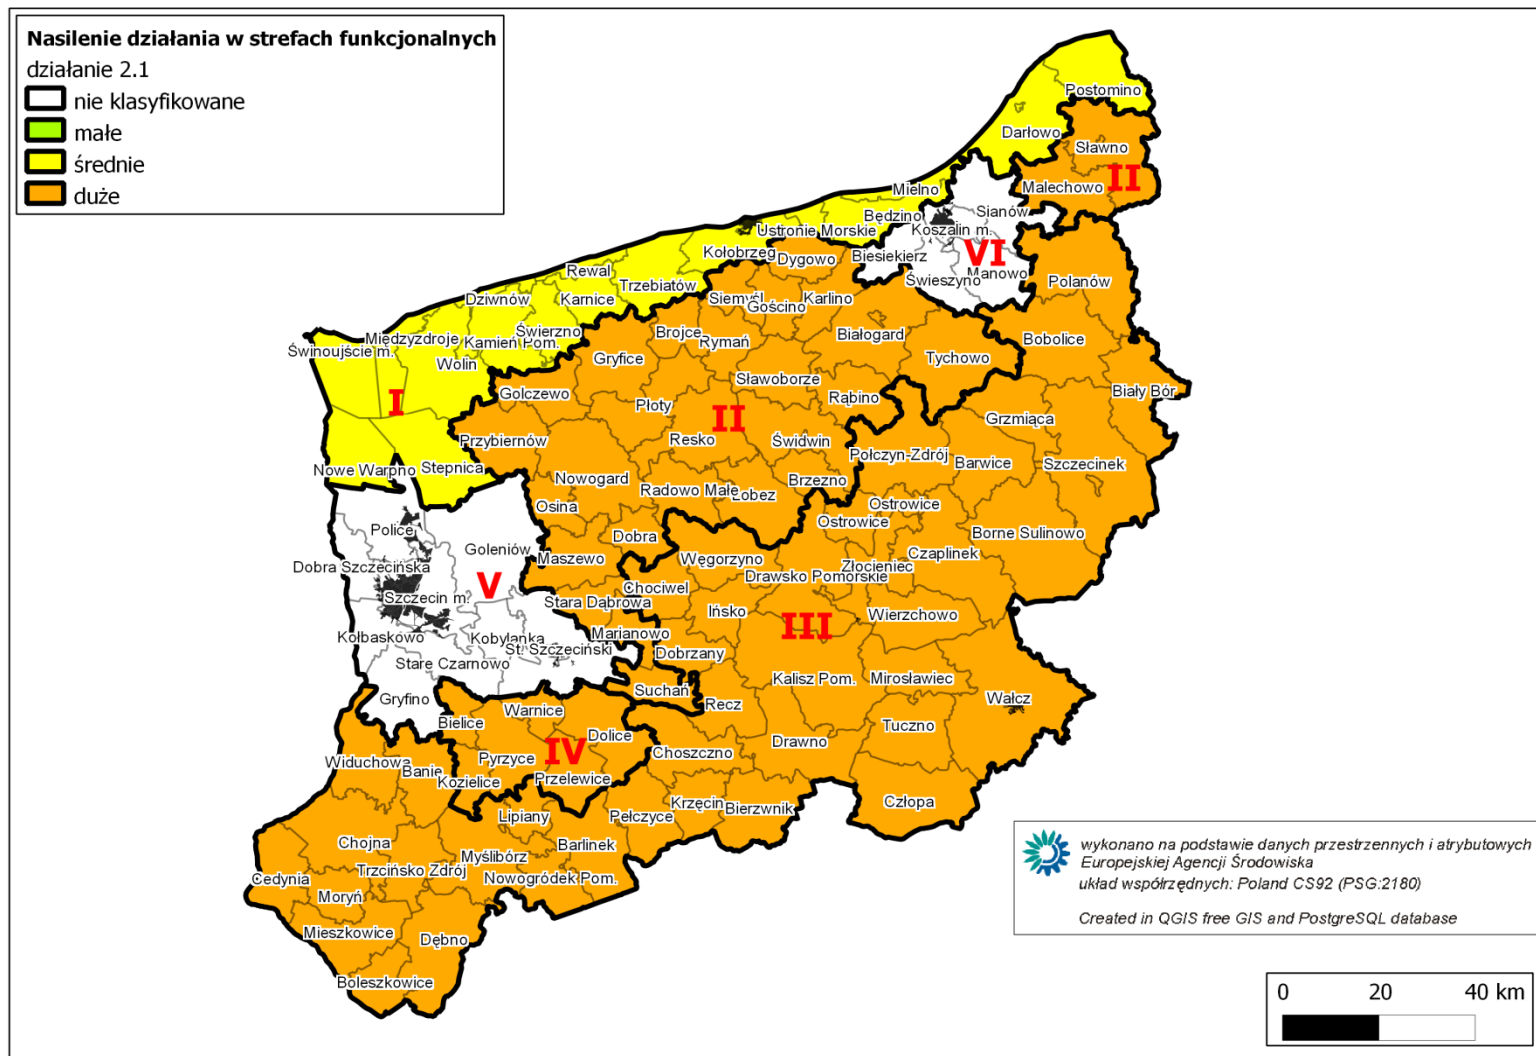 Nasilenie działania w strefach funkcjonalnych
działanie 2.1
nie klasyfikowane
małe
średnie
duże
Postomino
Darłowo
Sławno
II
Malechowo
Mielno
Będzino
Sianów
Ustronie Morskie
Koszalin m.
Kołobrzeg
Dygowo
Biesiekierz
VI
Manowo
Świeszyno
Polanów
Rewal
Trzebiatów
Dziwnów
Karnice
Siemyśl
Gościno
Karlino
Międzyzdroje
Świerzno
Kamień Pom.
Brojce
Rymań
Białogard
Bobolice
Świnoujście m.
Wolin
Gryfice
Tychowo
Sławoborze
Golczewo
Rąbino
Biały Bór
I
Płoty
II
Grzmiąca
Przybiernów
Resko
Świdwin
Połczyn-Zdrój
Barwice
Szczecinek
Nowe Warpno
Stepnica
Nowogard
Radowo Małe
Łobez
Brzezno
Osina
Ostrowice
Ostrowice
Police
Dobra
Borne Sulinowo
Goleniów
Maszewo
Węgorzyno
Czaplinek
Dobra Szczecińska
Złocieniec
Drawsko Pomorskie
V
Chociwel
Szczecin m.
Stara Dąbrowa
Ińsko
Wierzchowo
III
Kołbaskowo
Kobylanka
Marianowo
St. Szczeciński
Dobrzany
Stare Czarnowo
Kalisz Pom.
Mirosławiec
Suchań
Gryfino
Recz
Wałcz
Bielice
Warnice
Dolice
Tuczno
IV
Drawno
Choszczno
Pyrzyce
Widuchowa
Banie
Kozielice
Przelewice
Krzęcin
Bierzwnik
Człopa
Lipiany
Pełczyce
Chojna
Barlinek
Myślibórz
Trzcińsko Zdrój
Cedynia
Nowogródek Pom.
Moryń
Mieszkowice
Dębno
Boleszkowice
wykonano na podstawie danych przestrzennych i atrybutowych
Europejskiej Agencji Środowiska
układ współrzędnych: Poland CS92 (PSG:2180)
Created in QGIS free GIS and PostgreSQL database
0 20 40 km